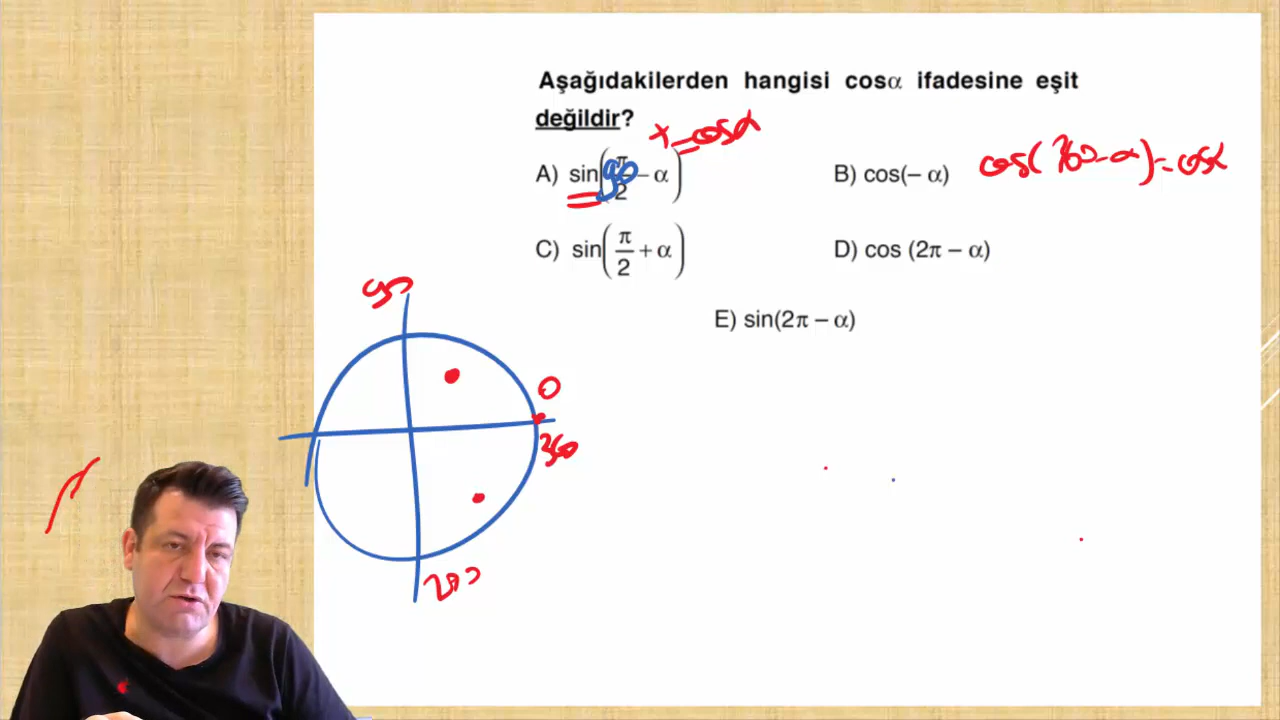 Aşağıdakilerden hangisi cosα ifadesine eşit
değildir?
+ = cosα
A) sin(π/2 - α) 90
B) cos(- α) cos(360-α)=cosα
C) sin(π/2 + α)
D) cos (2π - α)
E) sin(2π - α)
90
0
360
270